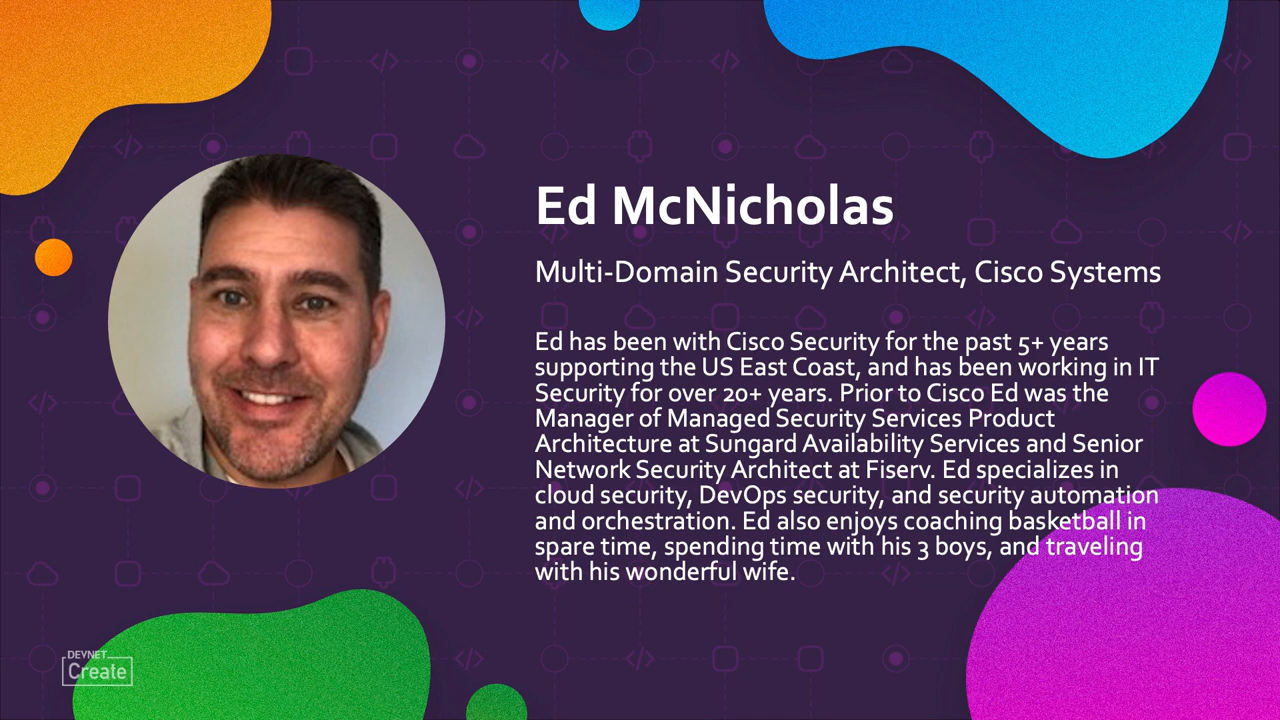 Ed McNicholas
Multi-Domain Security Architect, Cisco Systems
Ed has been with Cisco Security for the past 5+ years
supporting the US East Coast, and has been working in IT
Security for over 20+ years. Prior to Cisco Ed was the
Manager of Managed Security Services Product
Architecture at Sungard Availability Services and Senior
Network Security Architect at Fiserv. Ed specializes in
cloud security, DevOps security, and security automation
and orchestration. Ed also enjoys coaching basketball in
spare time, spending time with his 3 boys, and traveling
with his wonderful wife.
DEVNET
Create